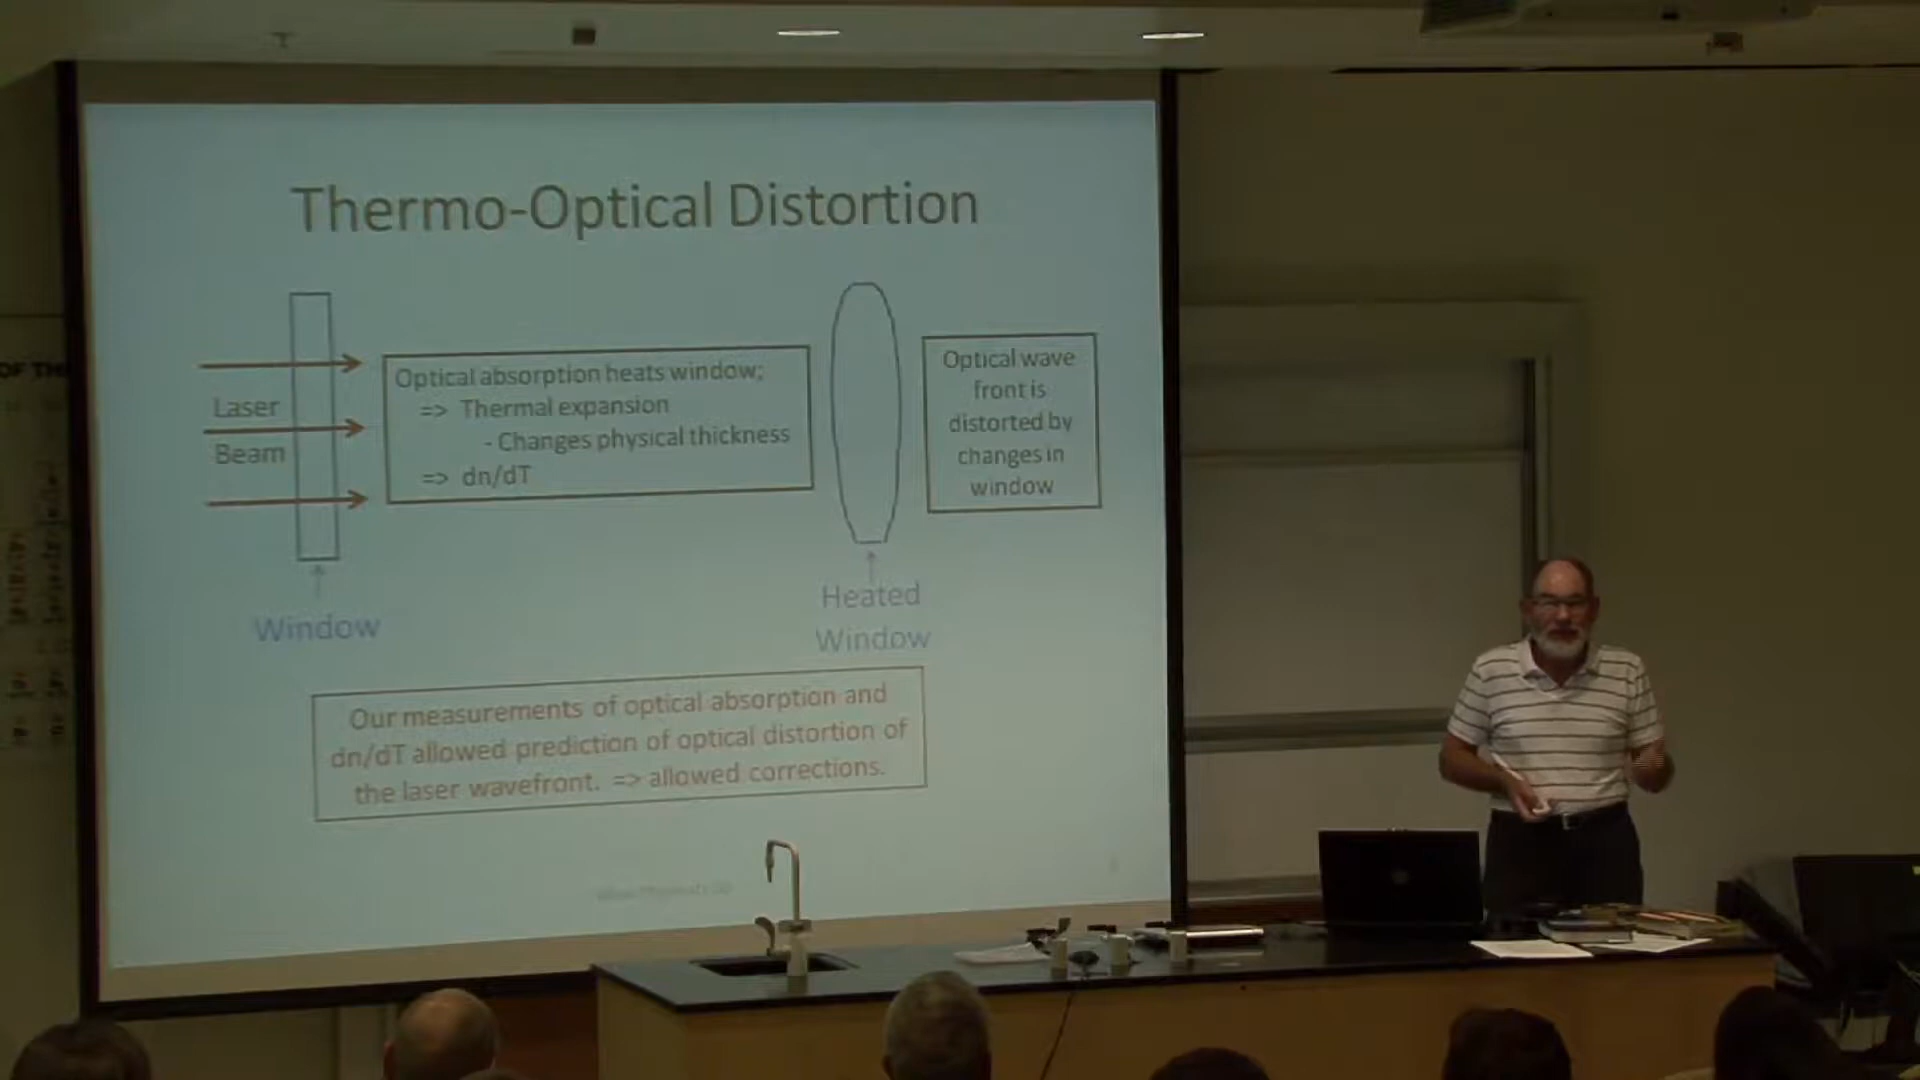 Thermo-Optical Distortion
Laser
Beam
Optical absorption heats window;
=> Thermal expansion
- Changes physical thickness
=> dn/dT
Optical wave
front is
distorted by
changes in
window
Window
Heated
Window
Our measurements of optical absorption and
dn/dT allowed prediction of optical distortion of
the laser wavefront. => allowed corrections.
OF TH